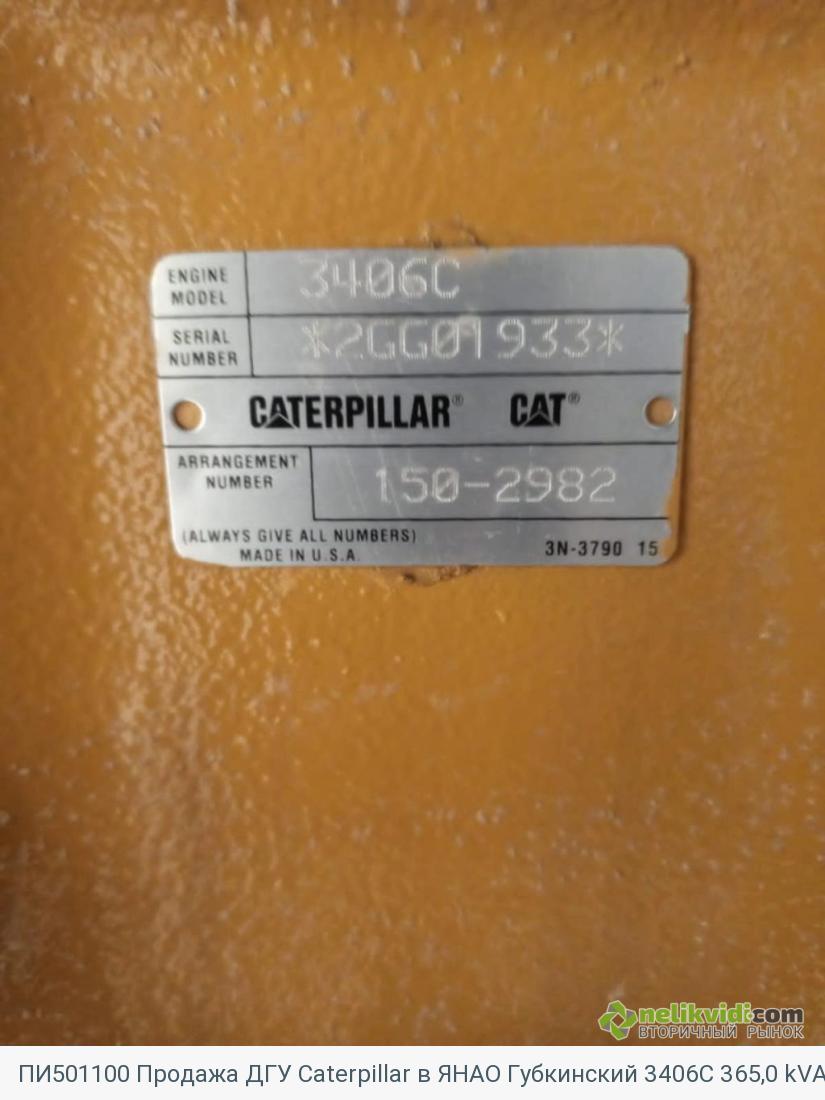 ENGINE MODEL 3406C
SERIAL NUMBER *2GG01933*
CATERPILLAR® CAT®
ARRANGEMENT NUMBER 150-2982
(ALWAYS GIVE ALL NUMBERS)
MADE IN U.S.A. 3N-3790 15
nelikvidi.com
ВТОРИЧНЫЙ РЫНОК
ПИ501100 Продажа ДГУ Caterpillar в ЯНАО Губкинский 3406C 365,0 kVA